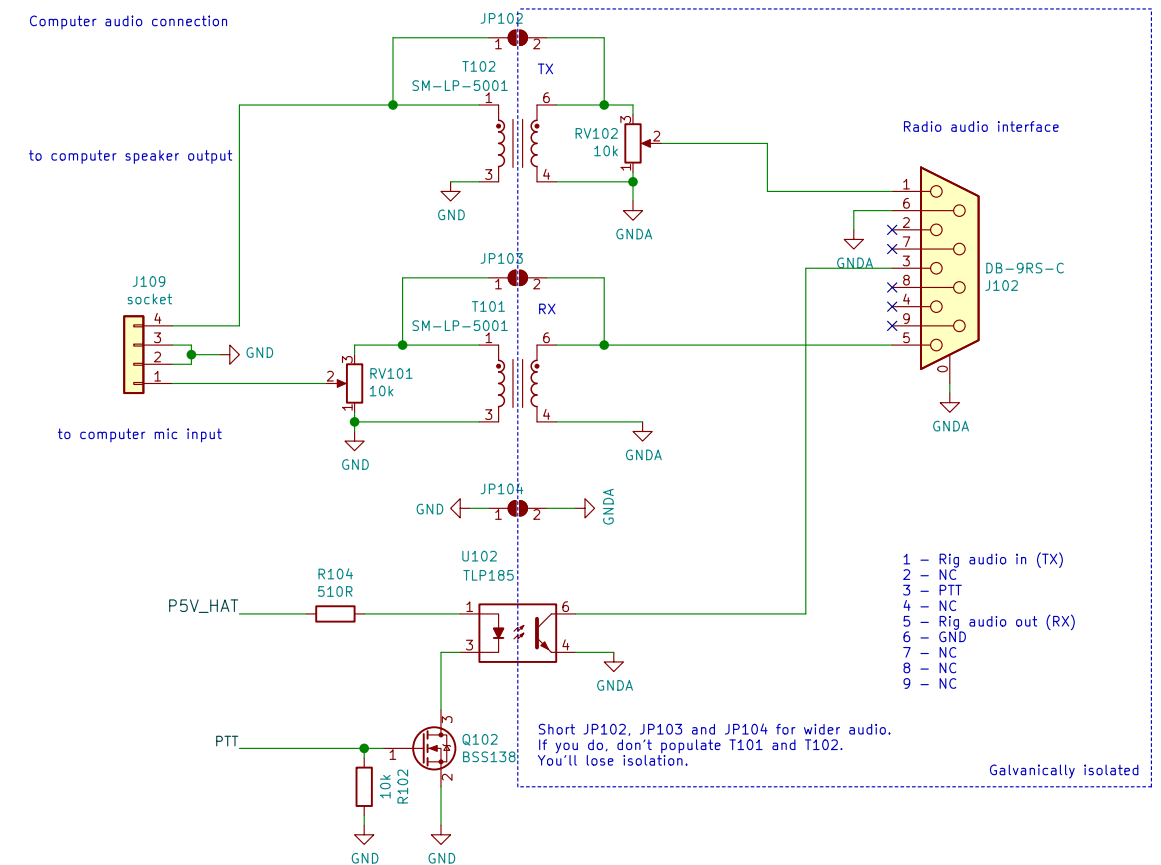 Computer audio connection
JP102
1 2
T102
SM-LP-5001
TX
1 6
3 4
GND
RV102
10k
3
2
1
GNDA
to computer speaker output
Radio audio interface
1
6
2
7
3
8
4
9
5
0
GNDA
DB-9RS-C
J102
GNDA
JP103
1 2
T101
SM-LP-5001
RX
1 6
3 4
GNDA
J109
socket
4
3
2
1
GND
RV101
10k
3
2
1
GND
to computer mic input
JP104
GND 1 2 GNDA
U102
TLP185
R104
510R
P5V_HAT
1 6
3 4
GNDA
1 - Rig audio in (TX)
2 - NC
3 - PTT
4 - NC
5 - Rig audio out (RX)
6 - GND
7 - NC
8 - NC
9 - NC
PTT
3
1
2
Q102
BSS138
10k
R102
GND
GND
Short JP102, JP103 and JP104 for wider audio.
If you do, don't populate T101 and T102.
You'll lose isolation.
Galvanically isolated